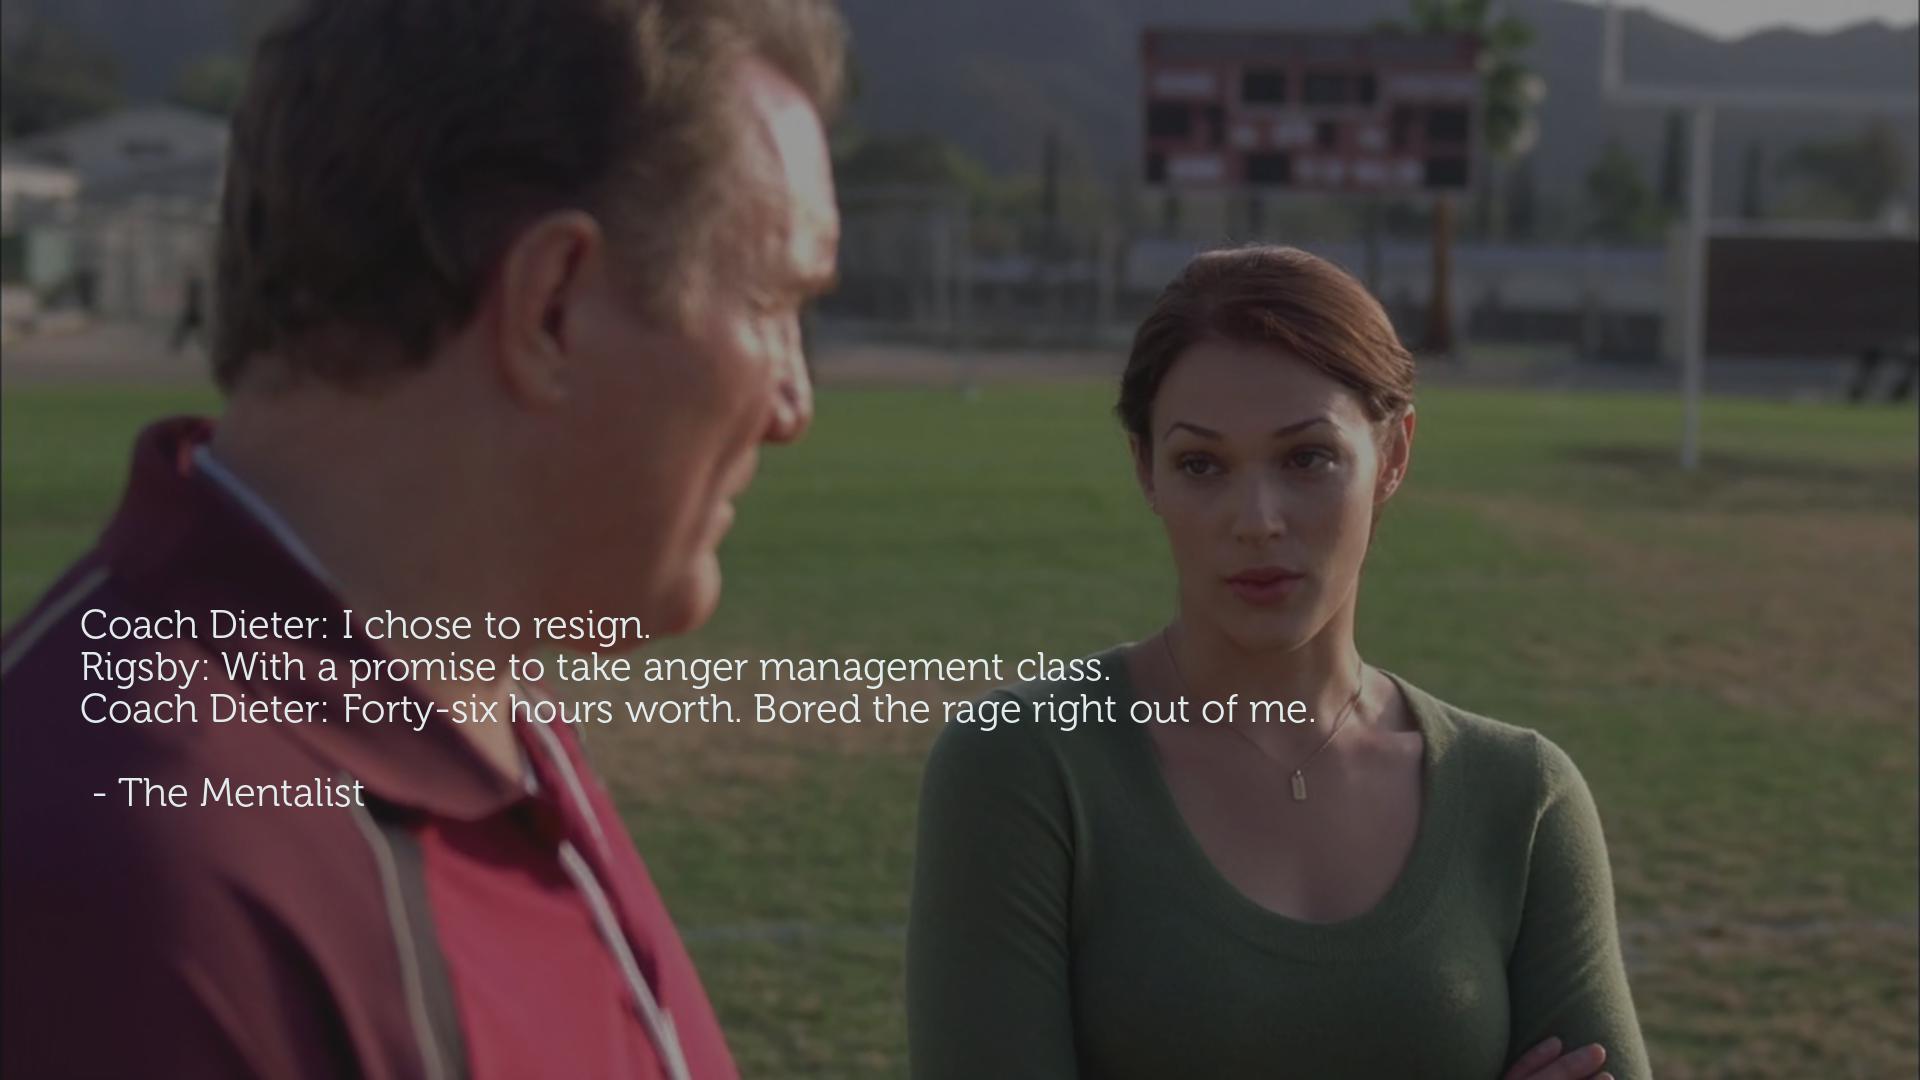 Coach Dieter: I chose to resign.
Rigsby: With a promise to take anger management class.
Coach Dieter: Forty-six hours worth. Bored the rage right out of me.
- The Mentalist